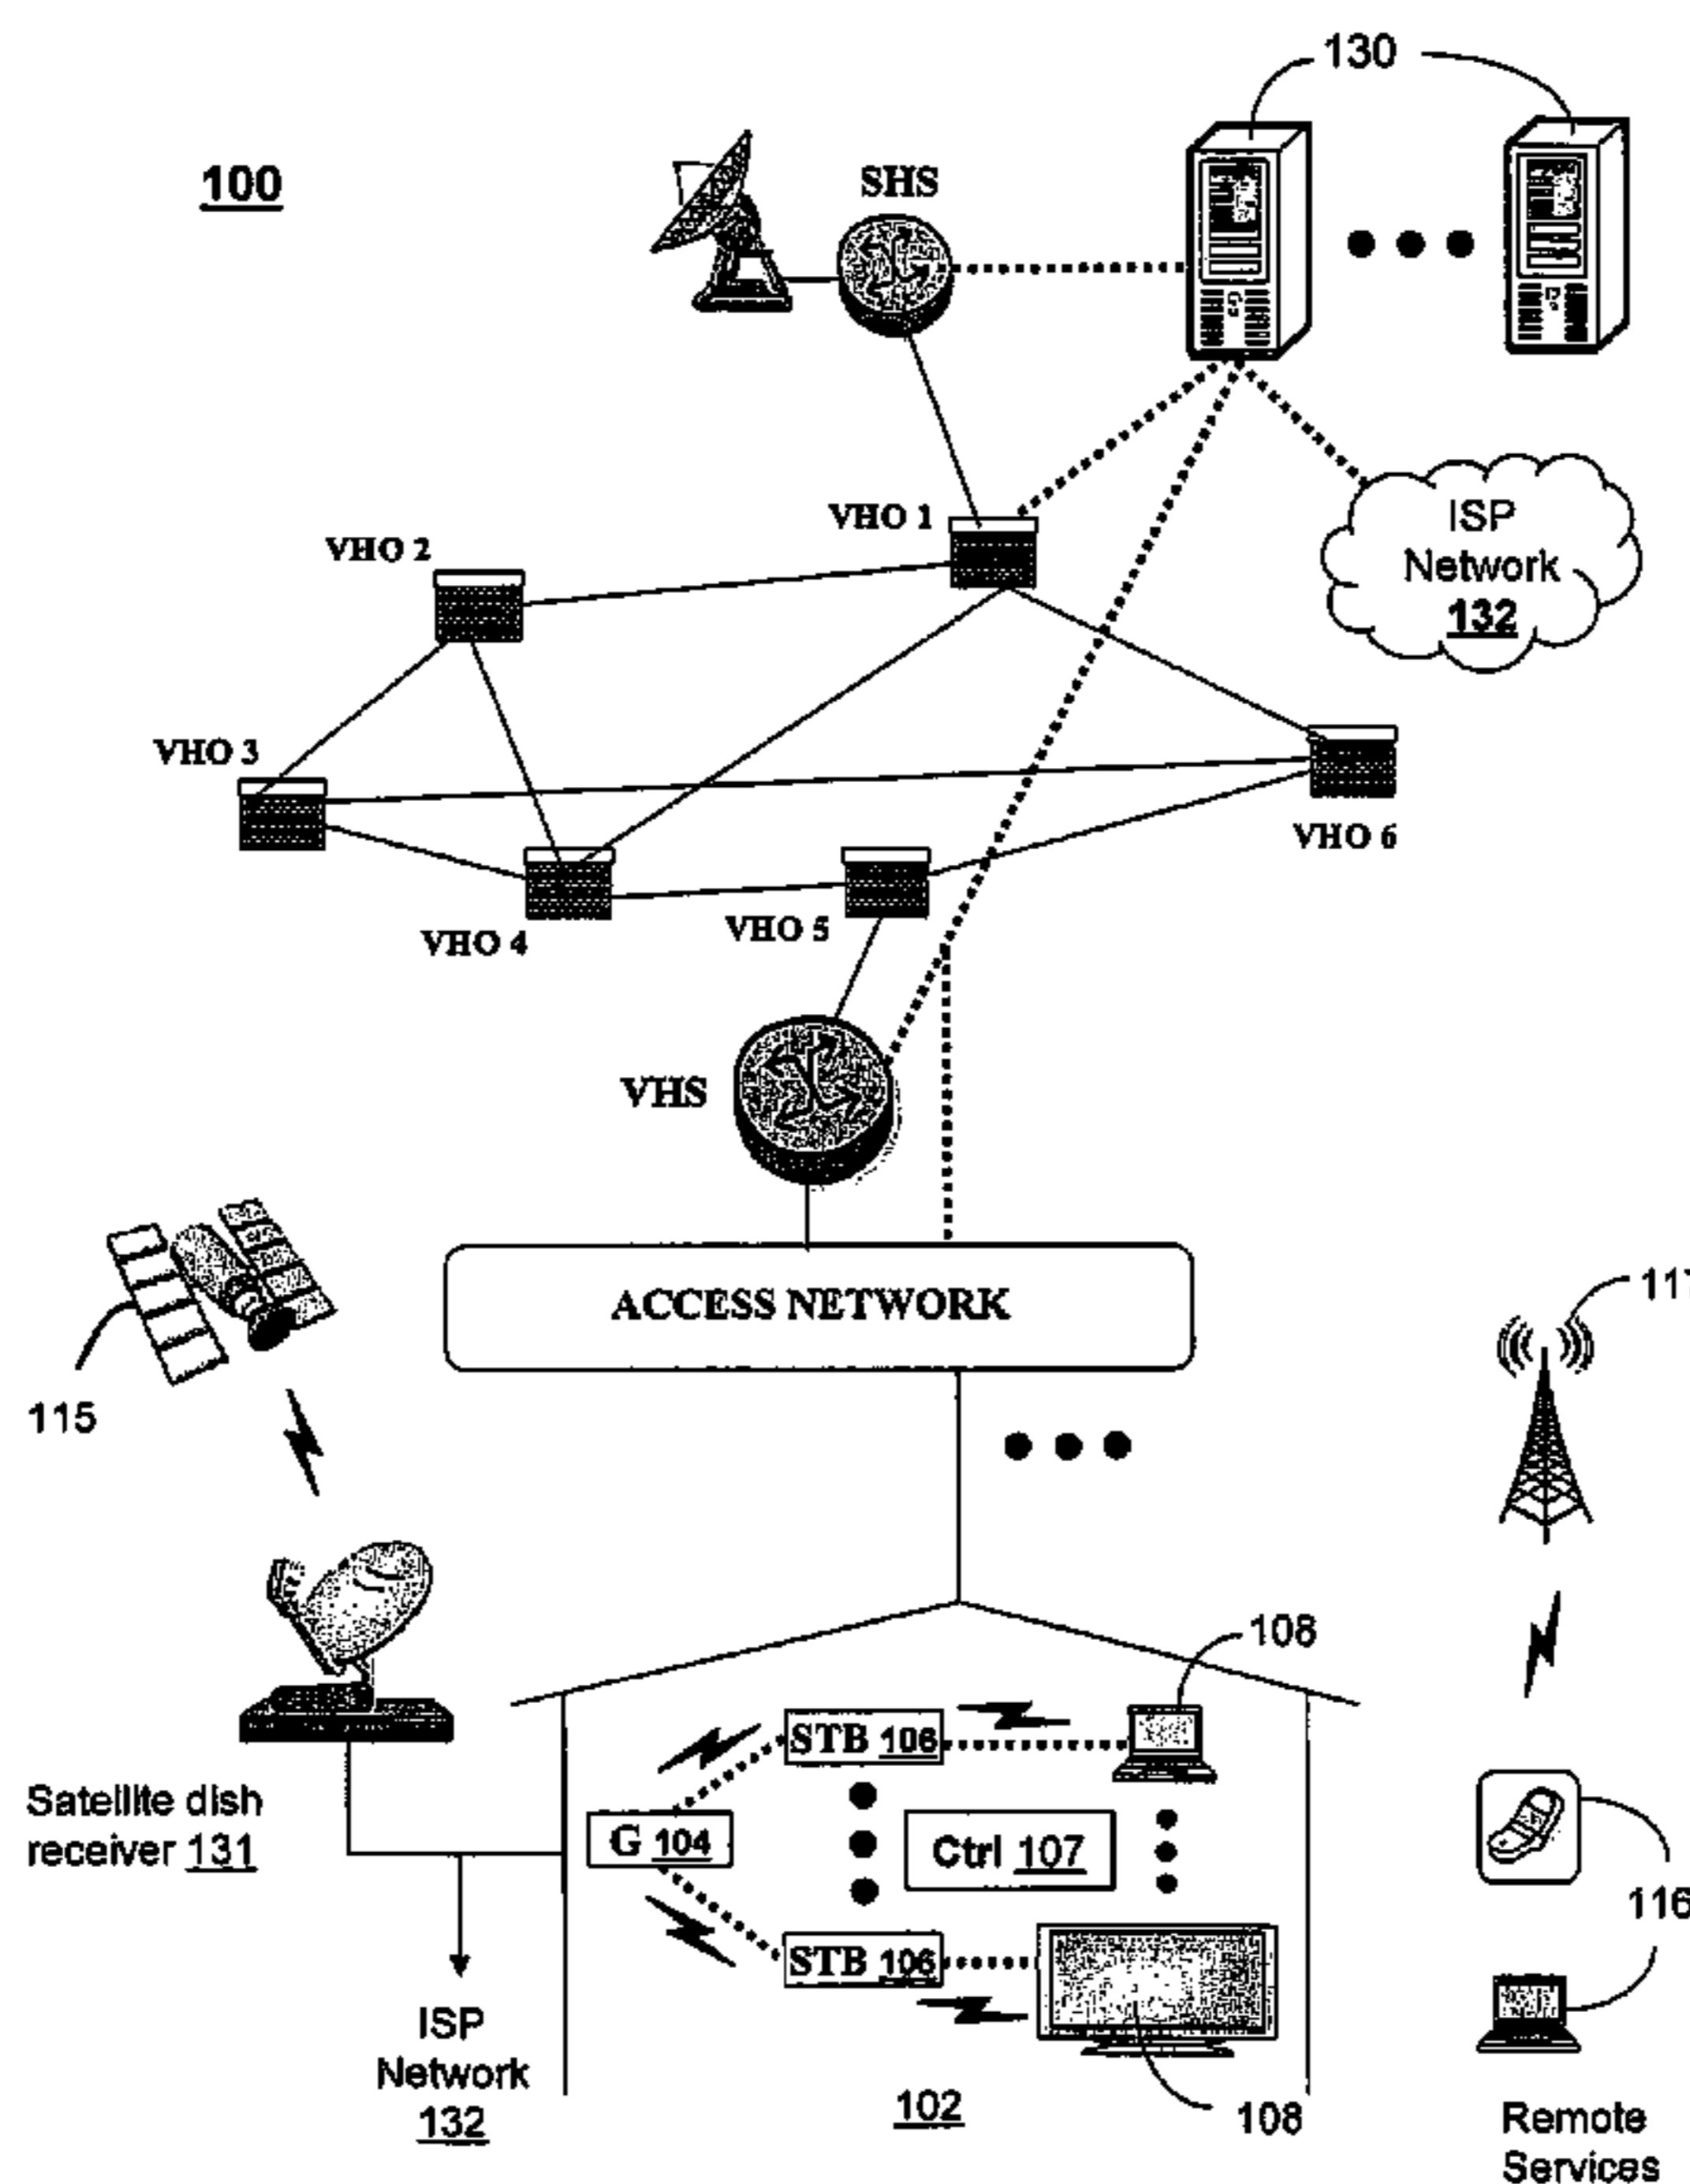 130
100
SHS
ISP
Network
132
VHO 1
VHO 2
VHO 3
VHO 6
VHO 4
VHO 5
VHS
ACCESS NETWORK
117
115
108
STB 106
Satellite dish
receiver 131
G 104
Ctrl 107
116
STB 106
ISP
Network
132
102
108
Remote
Services